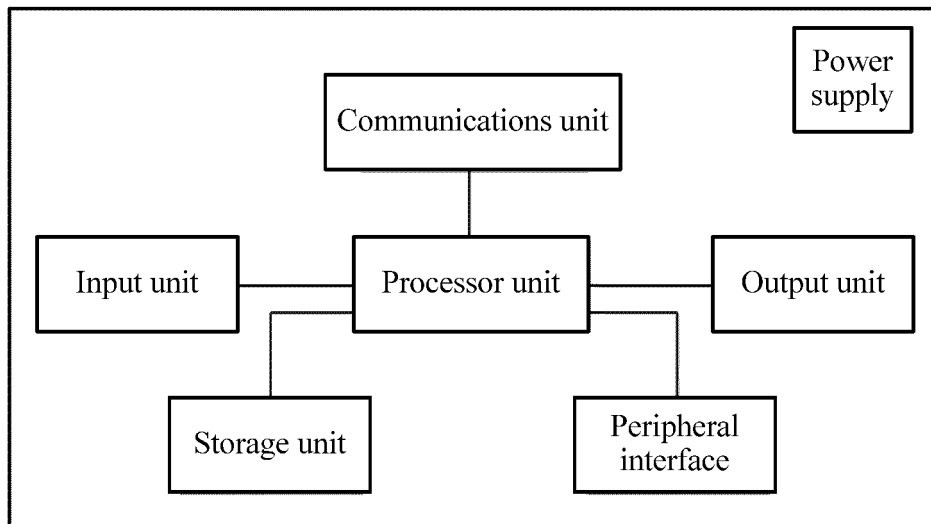 Power
supply
Communications unit
Input unit
Processor unit
Output unit
Storage unit
Peripheral
interface